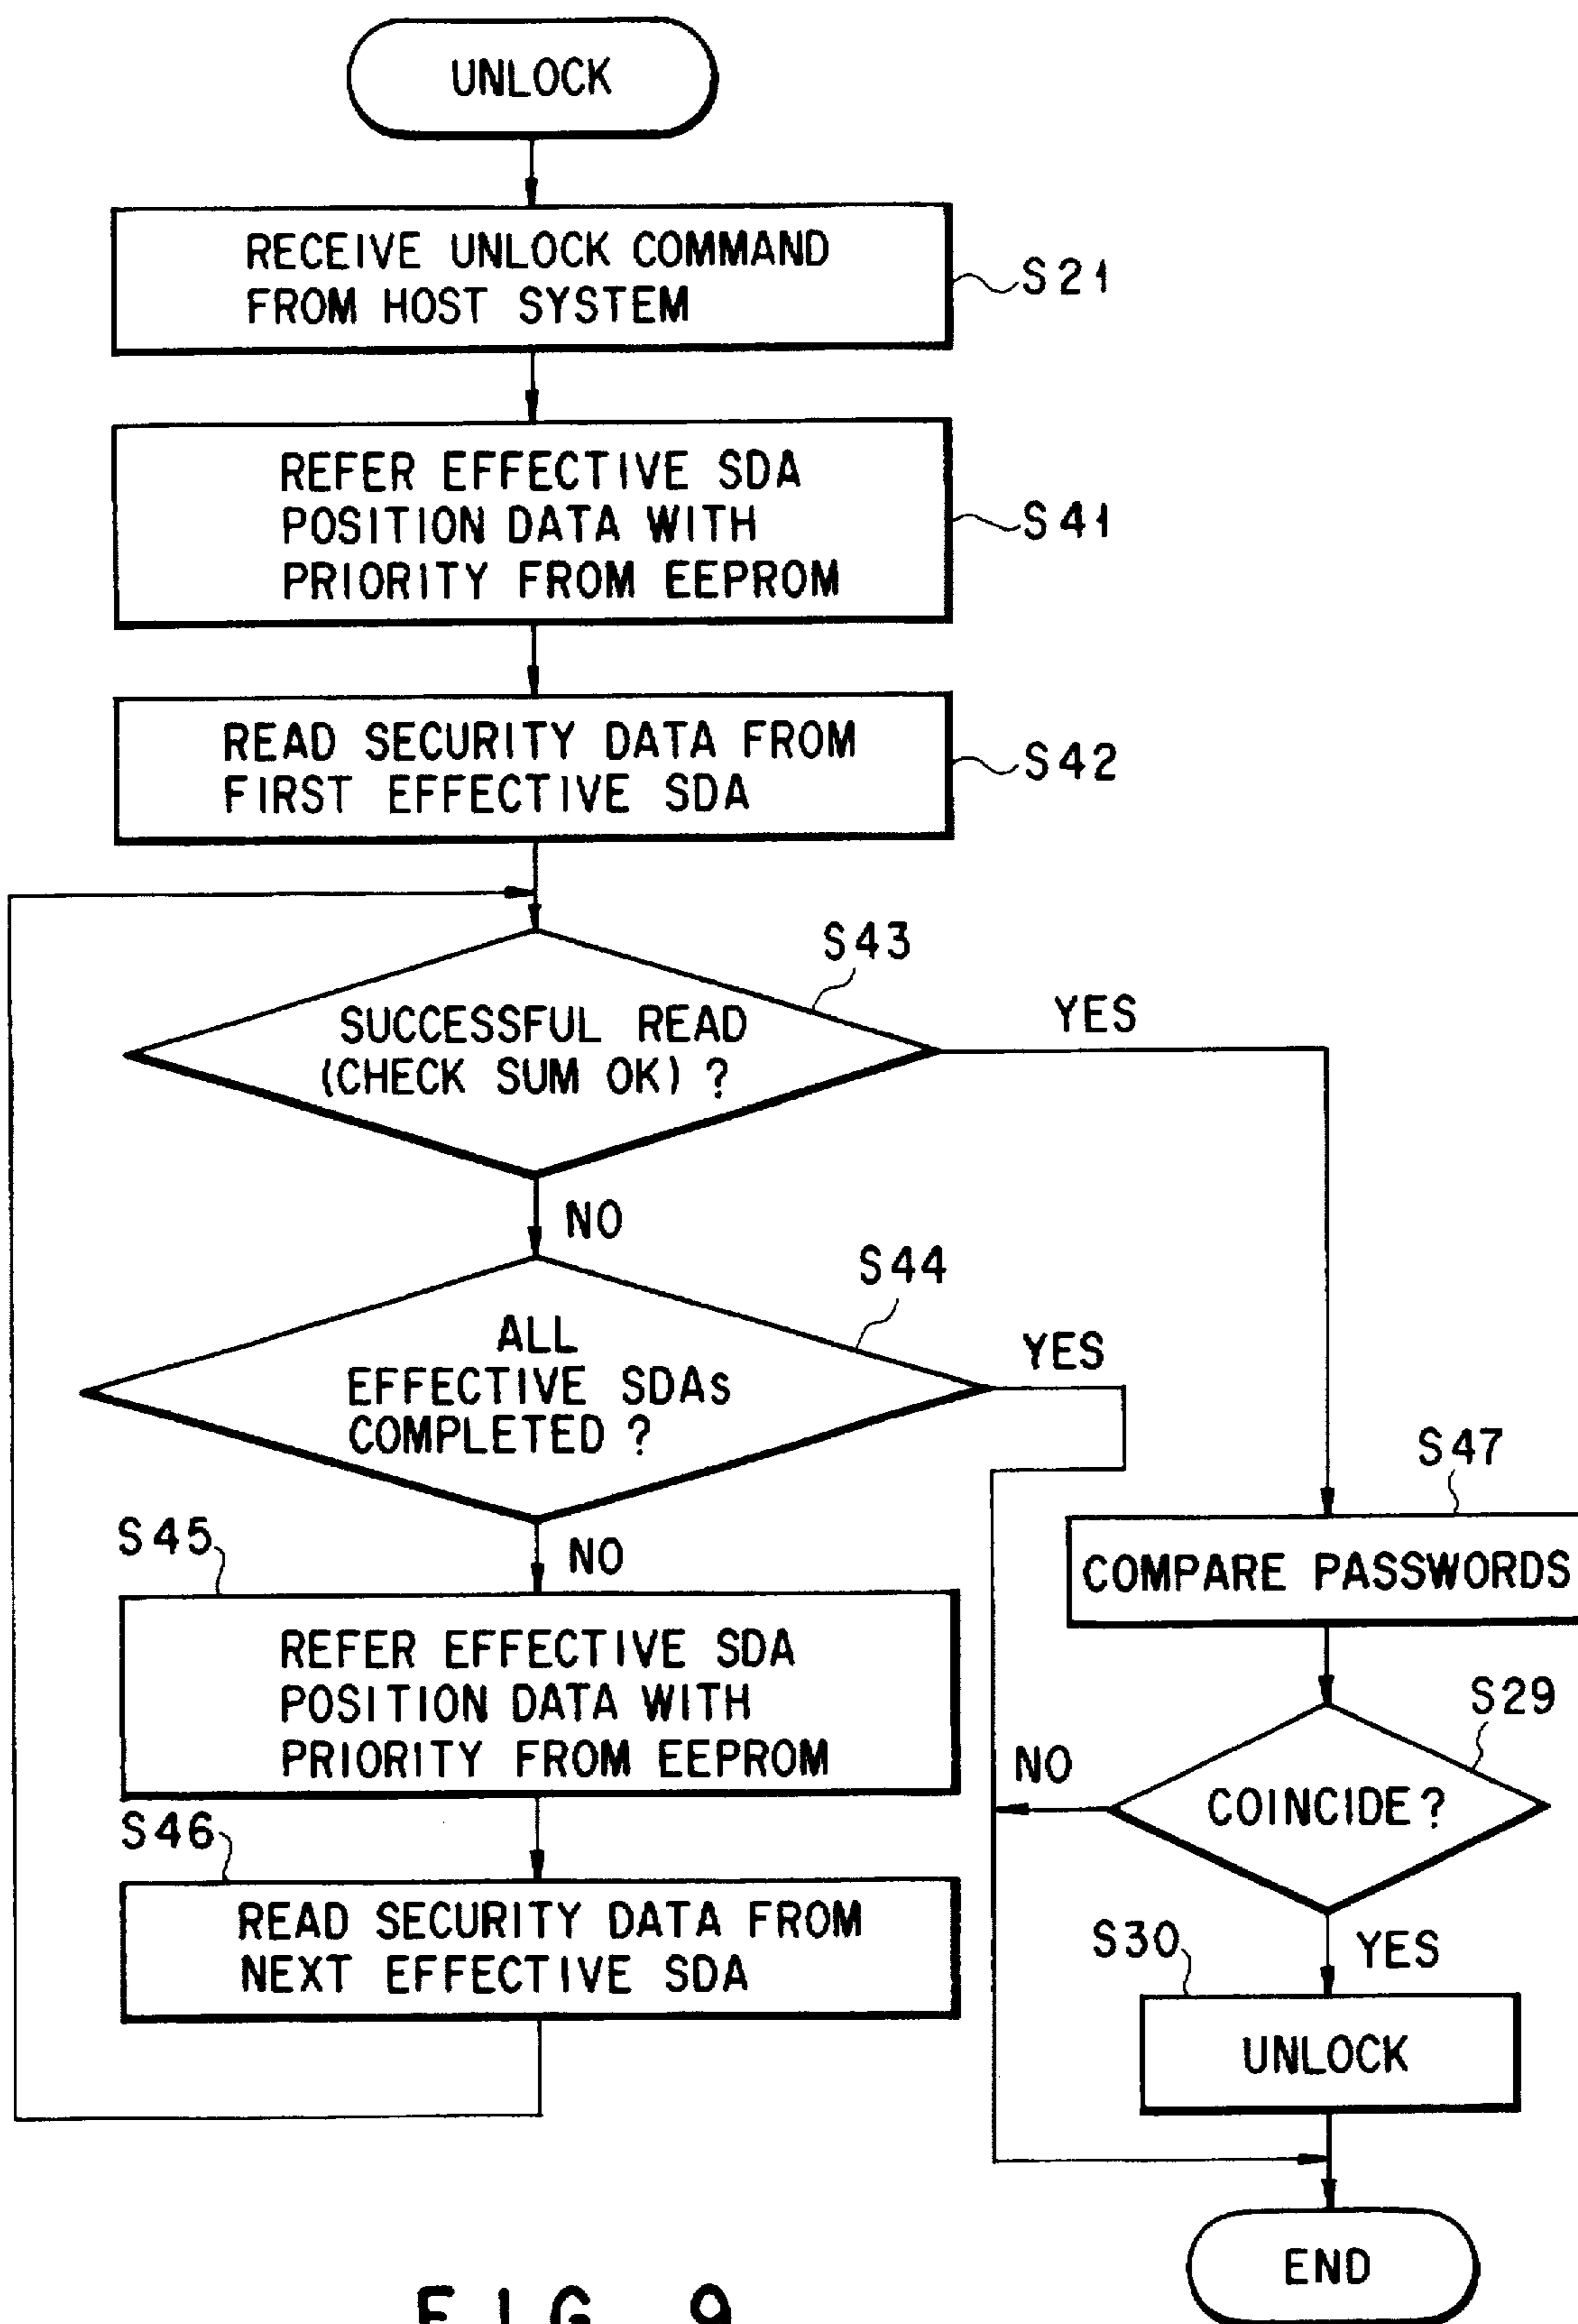 UNLOCK
RECEIVE UNLOCK COMMAND
FROM HOST SYSTEM
S21
REFER EFFECTIVE SDA
POSITION DATA WITH
PRIORITY FROM EEPROM
S41
READ SECURITY DATA FROM
FIRST EFFECTIVE SDA
S42
S43
SUCCESSFUL READ
(CHECK SUM OK) ?
YES
NO
S44
ALL
EFFECTIVE SDAs
COMPLETED ?
YES
NO
S45
REFER EFFECTIVE SDA
POSITION DATA WITH
PRIORITY FROM EEPROM
S46
READ SECURITY DATA FROM
NEXT EFFECTIVE SDA
S47
COMPARE PASSWORDS
S29
COINCIDE ?
NO
YES
S30
UNLOCK
END
FIG. 9